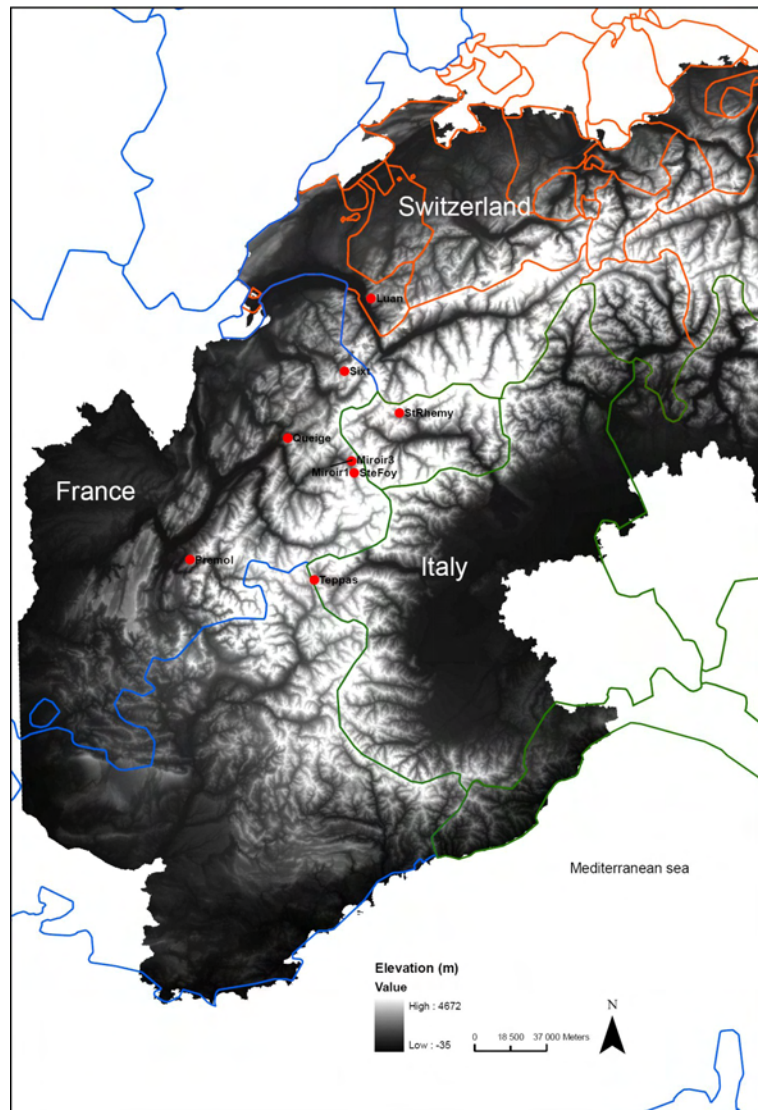 Switzerland
Luan
Sixt
StRhemy
Queige
Miroir3
Miroir1
SteFoy
France
Premol
Italy
Teppas
Mediterranean sea
Elevation (m)
Value
High : 4672
Low : -35
N
0 18 500 37 000 Meters